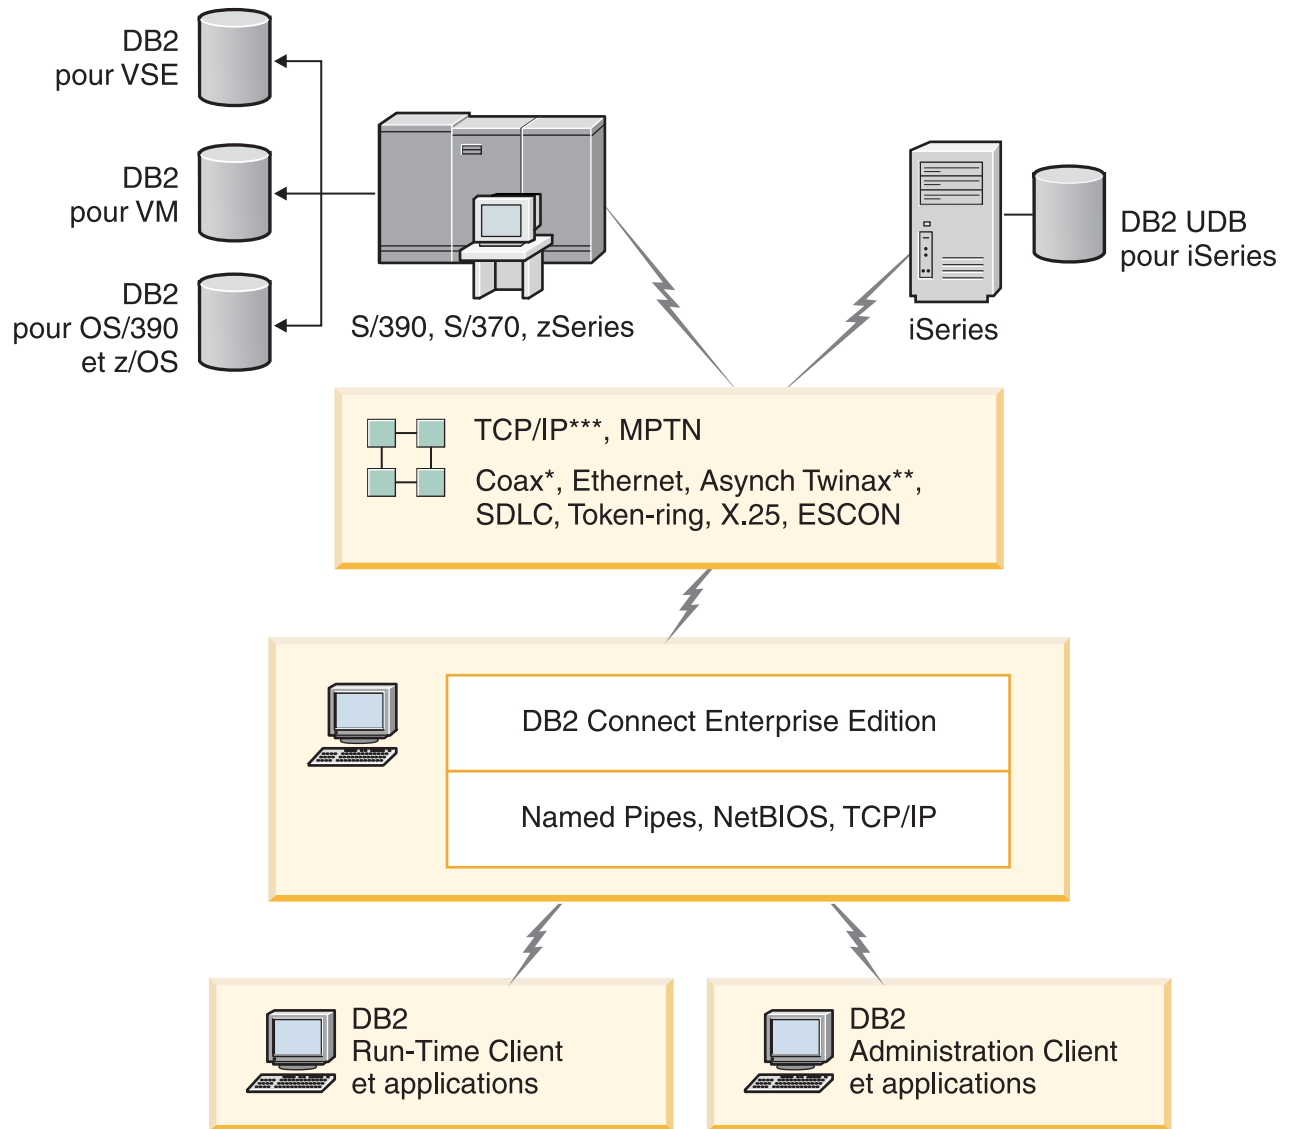 DB2
pour VSE
DB2
pour VM
DB2
pour OS/390
et z/OS
S/390, S/370, zSeries
iSeries
DB2 UDB
pour iSeries
TCP/IP***, MPTN
Coax*, Ethernet, Asynch Twinax**,
SDLC, Token-ring, X.25, ESCON
DB2 Connect Enterprise Edition
Named Pipes, NetBIOS, TCP/IP
DB2
Run-Time Client
et applications
DB2
Administration Client
et applications